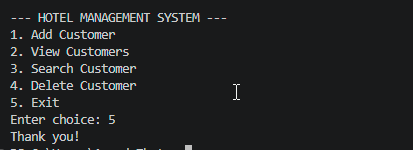 --- HOTEL MANAGEMENT SYSTEM ---
1. Add Customer
2. View Customers
3. Search Customer
4. Delete Customer
5. Exit
Enter choice: 5
Thank you!